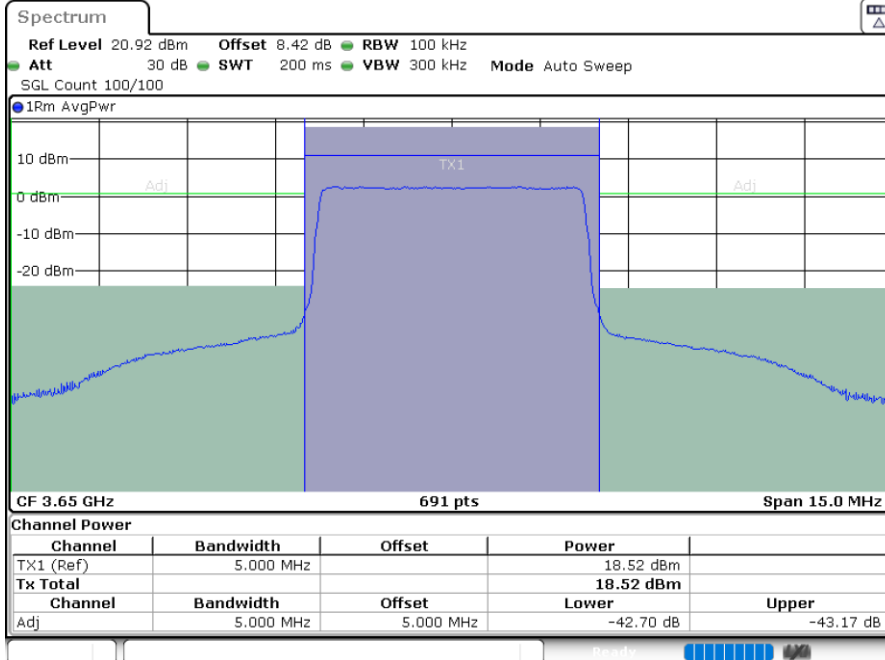 Spectrum
Ref Level 20.92 dBm Offset 8.42 dB RBW 100 kHz
Att 30 dB SWT 200 ms VBW 300 kHz Mode Auto Sweep
SGL Count 100/100
1Rm AvgPwr
10 dBm
TX1
Adj Adj
0 dBm
-10 dBm
-20 dBm
CF 3.65 GHz 691 pts Span 15.0 MHz
Channel Power
Channel Bandwidth Offset Power
TX1 (Ref) 5.000 MHz 18.52 dBm
Tx Total 18.52 dBm
Channel Bandwidth Offset Lower Upper
Adj 5.000 MHz 5.000 MHz -42.70 dB -43.17 dB
Ready